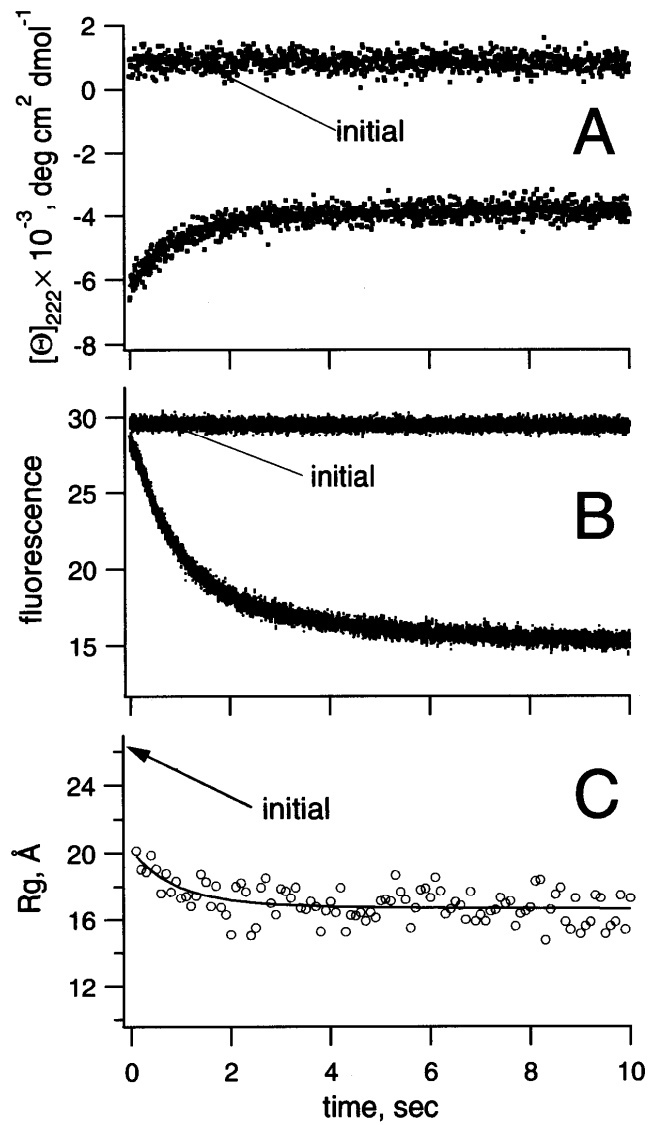 2
0
-2
-4
-6
-8
[Θ]222 × 10-3 , deg cm2 dmol-1
initial
A
30
25
20
15
fluorescence
initial
B
24
20
16
12
Rg, Å
initial
C
0 2 4 6 8 10
time, sec